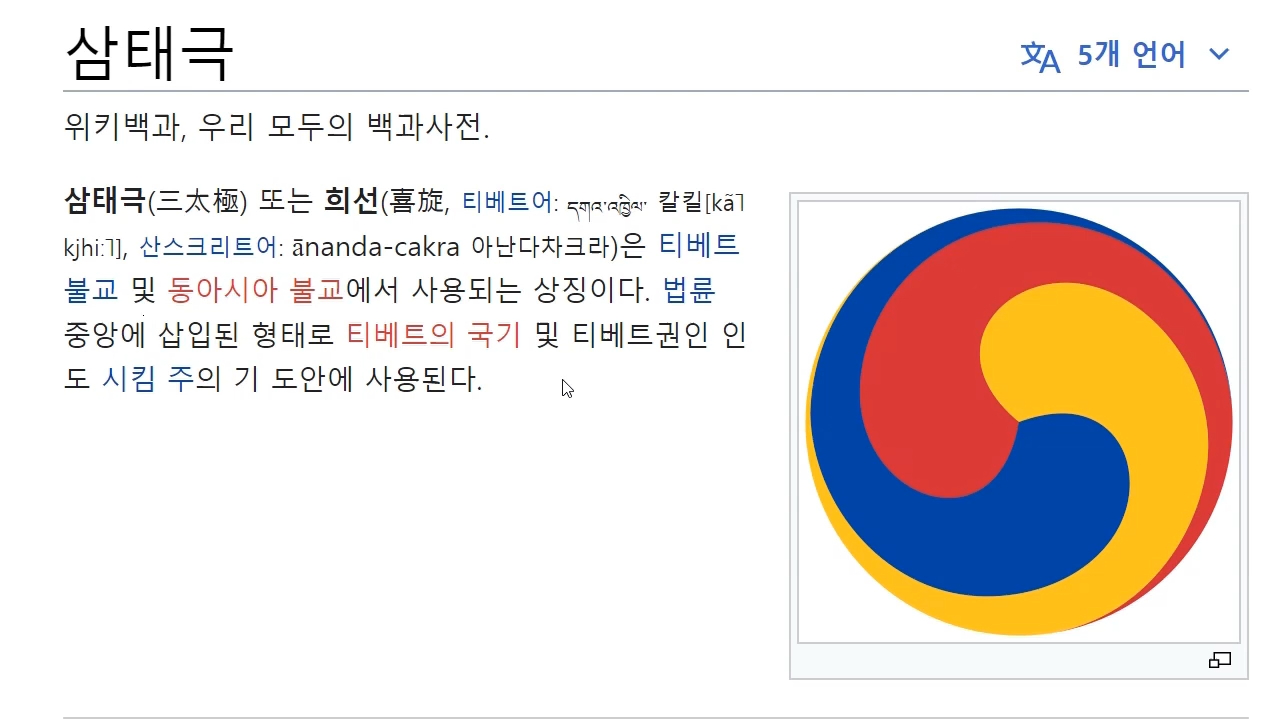 삼태극
5개 언어
위키백과, 우리 모두의 백과사전.
삼태극(三太極) 또는 희선(喜旋, 티베트어: དགའ་འཁྱིལ་ 칼킬[kã˥
kjhiː˥], 산스크리트어: ānanda-cakra 아난다차크라)은 티베트
불교 및 동아시아 불교에서 사용되는 상징이다. 법륜
중앙에 삽입된 형태로 티베트의 국기 및 티베트권인 인
도 시킴 주의 기 도안에 사용된다.